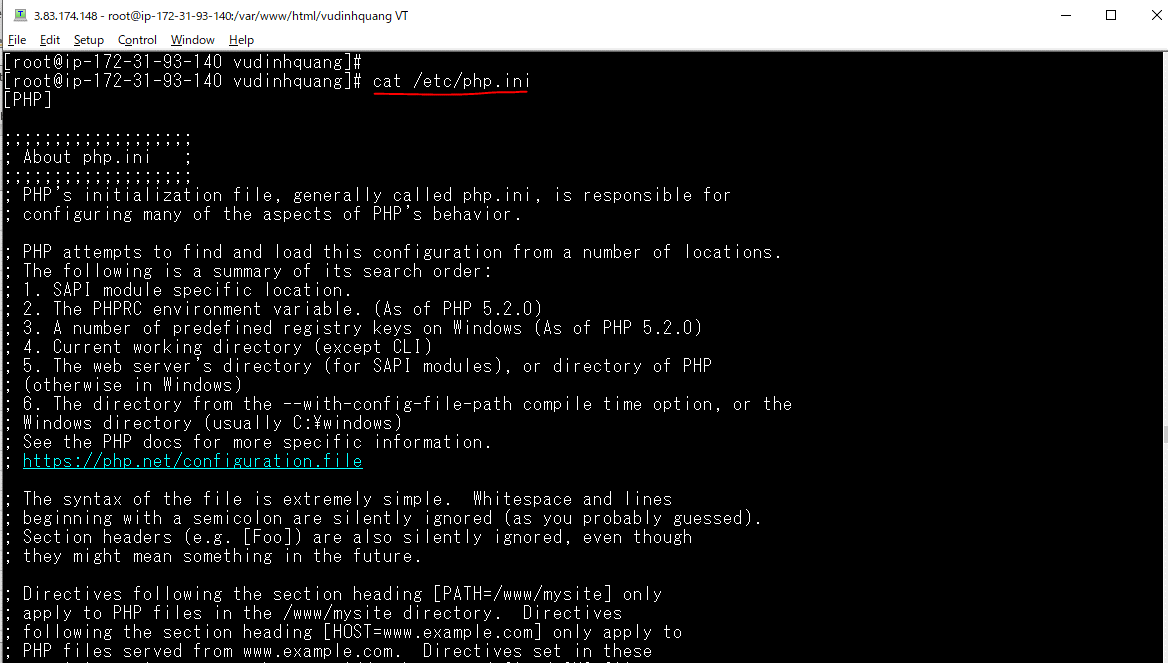 3.83.174.148 - root@ip-172-31-93-140:/var/www/html/vudinhquang VT
File Edit Setup Control Window Help
[root@ip-172-31-93-140 vudinhquang]#
[root@ip-172-31-93-140 vudinhquang]# cat /etc/php.ini
[PHP]
;;;;;;;;;;;;;;;;;;;
; About php.ini   ;
;;;;;;;;;;;;;;;;;;;
; PHP's initialization file, generally called php.ini, is responsible for
; configuring many of the aspects of PHP's behavior.
; PHP attempts to find and load this configuration from a number of locations.
; The following is a summary of its search order:
; 1. SAPI module specific location.
; 2. The PHPRC environment variable. (As of PHP 5.2.0)
; 3. A number of predefined registry keys on Windows (As of PHP 5.2.0)
; 4. Current working directory (except CLI)
; 5. The web server's directory (for SAPI modules), or directory of PHP
; (otherwise in Windows)
; 6. The directory from the --with-config-file-path compile time option, or the
; Windows directory (usually C:¥windows)
; See the PHP docs for more specific information.
; https://php.net/configuration.file
; The syntax of the file is extremely simple.  Whitespace and lines
; beginning with a semicolon are silently ignored (as you probably guessed).
; Section headers (e.g. [Foo]) are also silently ignored, even though
; they might mean something in the future.
; Directives following the section heading [PATH=/www/mysite] only
; apply to PHP files in the /www/mysite directory.  Directives
; following the section heading [HOST=www.example.com] only apply to
; PHP files served from www.example.com.  Directives set in these